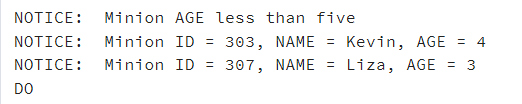 NOTICE:  Minion AGE less than five
NOTICE:  Minion ID = 303, NAME = Kevin, AGE = 4
NOTICE:  Minion ID = 307, NAME = Liza, AGE = 3
DO